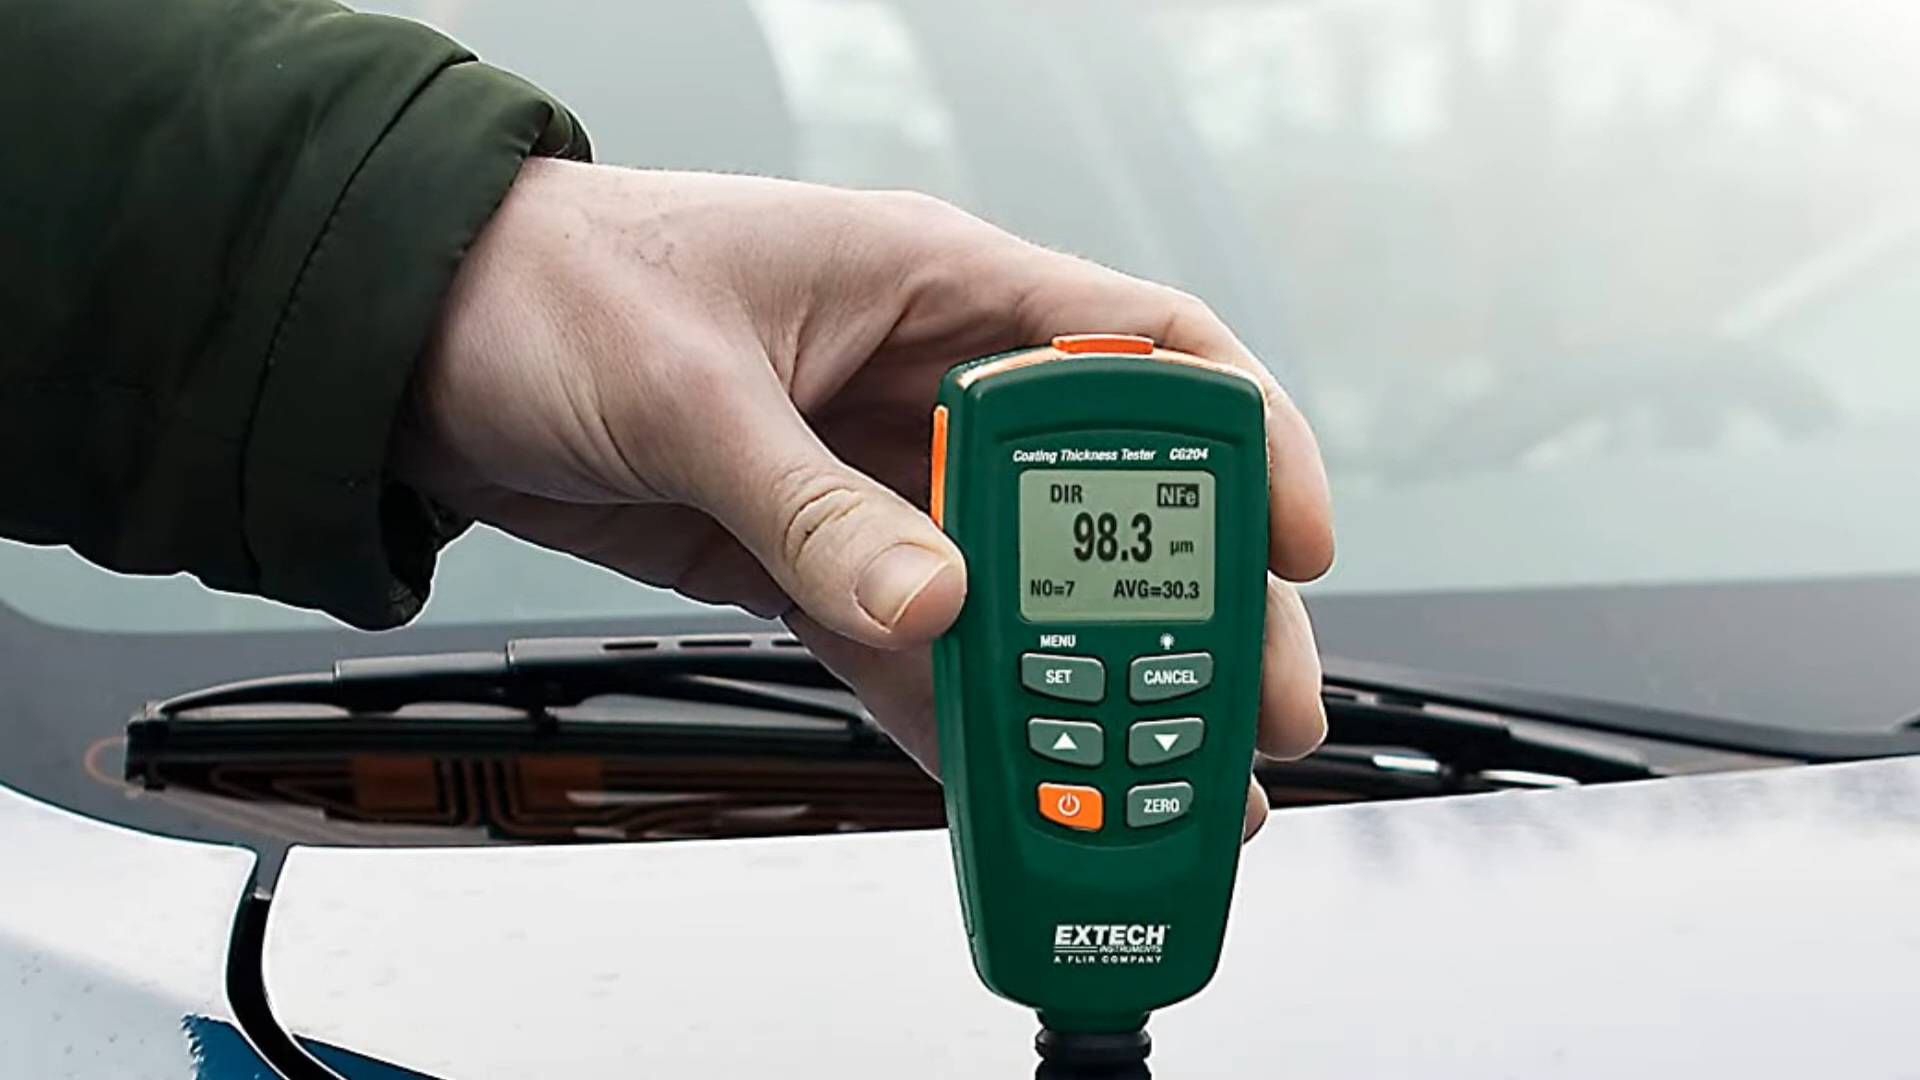 Coating Thickness Tester CG204
DIR NFe
98.3 µm
NO=7 AVG=30.3
MENU
SET CANCEL
ZERO
EXTECH
INSTRUMENTS
A FLIR COMPANY